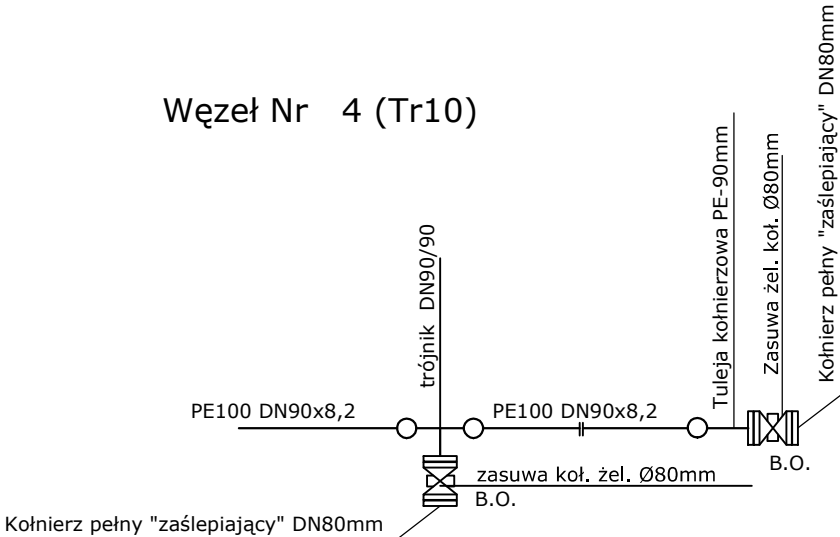 Węzeł Nr 4 (Tr10)
trójnik DN90/90
Tuleja kołnierzowa PE-90mm
Zasuwa żel. koł. Ø80mm
Kołnierz pełny "zaślepiający" DN80mm
PE100 DN90x8,2
PE100 DN90x8,2
B.O.
zasuwa koł. żel. Ø80mm
B.O.
Kołnierz pełny "zaślepiający" DN80mm